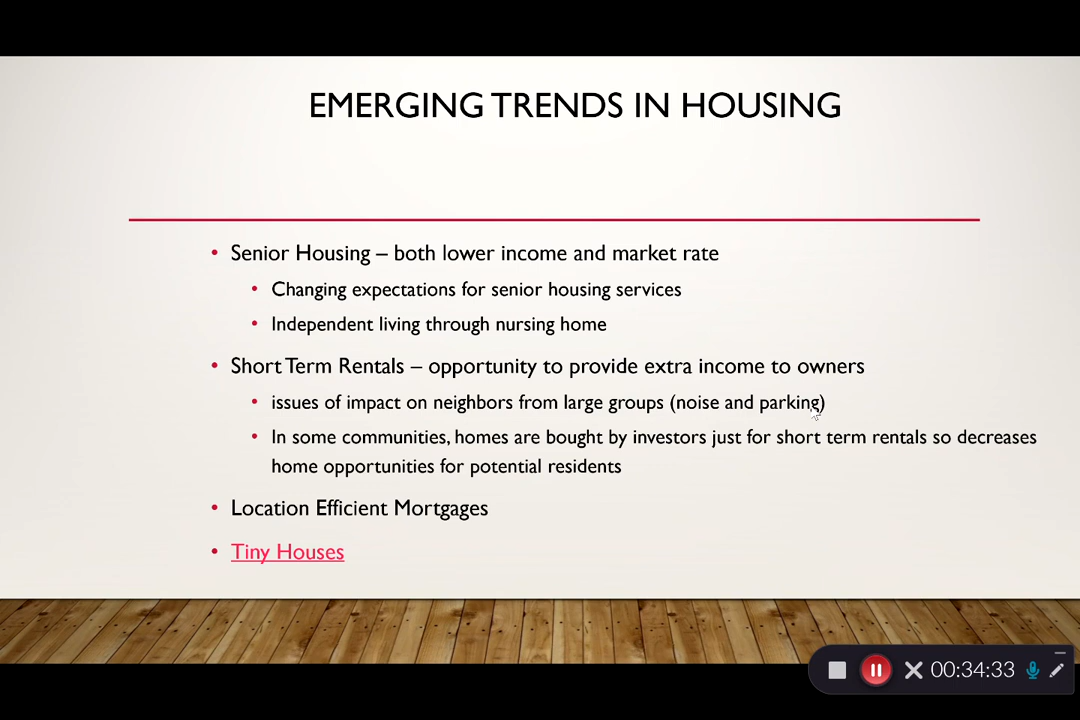 EMERGING TRENDS IN HOUSING
• Senior Housing – both lower income and market rate
• Changing expectations for senior housing services
• Independent living through nursing home
• Short Term Rentals – opportunity to provide extra income to owners
• issues of impact on neighbors from large groups (noise and parking)
• In some communities, homes are bought by investors just for short term rentals so decreases
home opportunities for potential residents
• Location Efficient Mortgages
• Tiny Houses
00:34:33